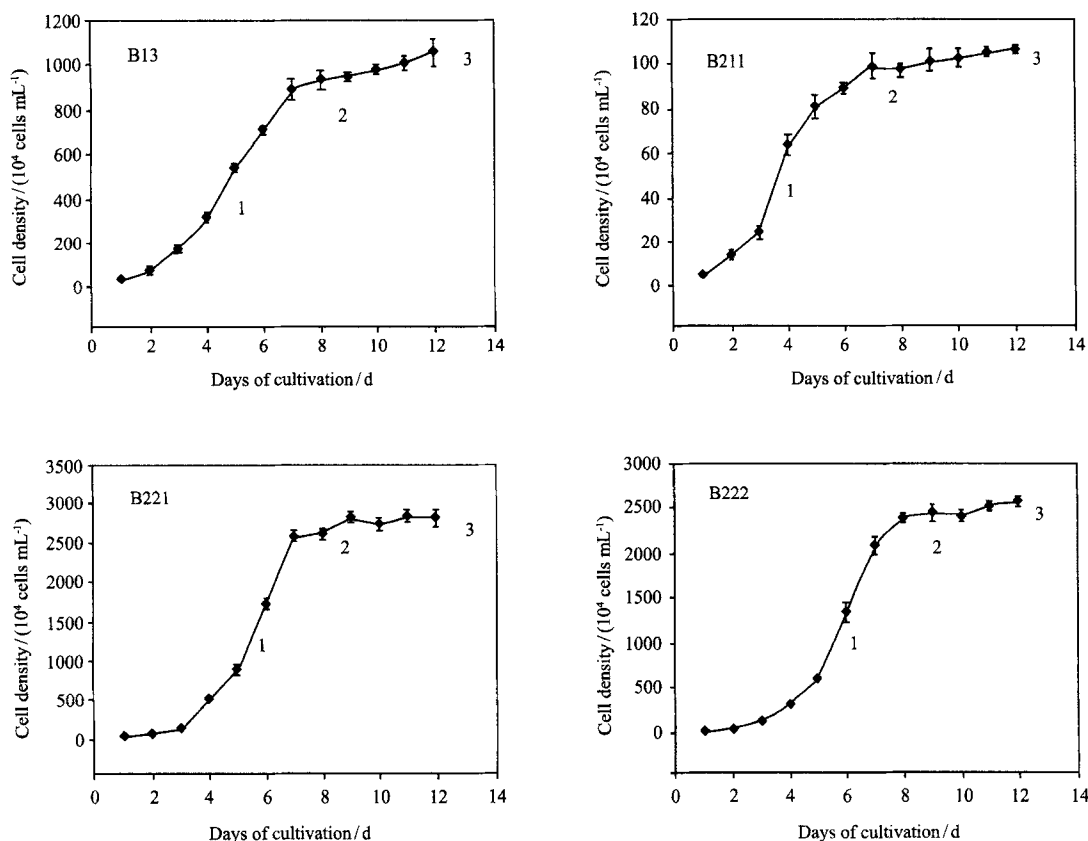 1200
1000
800
600
400
200
0
Cell density / (10⁴ cells mL⁻¹)
B13
1
2
3
0 2 4 6 8 10 12 14
Days of cultivation / d
120
100
80
60
40
20
0
Cell density / (10⁴ cells mL⁻¹)
B211
1
2
3
0 2 4 6 8 10 12 14
Days of cultivation / d
3500
3000
2500
2000
1500
1000
500
0
Cell density / (10⁴ cells mL⁻¹)
B221
1
2
3
0 2 4 6 8 10 12 14
Days of cultivation / d
3000
2500
2000
1500
1000
500
0
Cell density / (10⁴ cells mL⁻¹)
B222
1
2
3
0 2 4 6 8 10 12 14
Days of cultivation / d